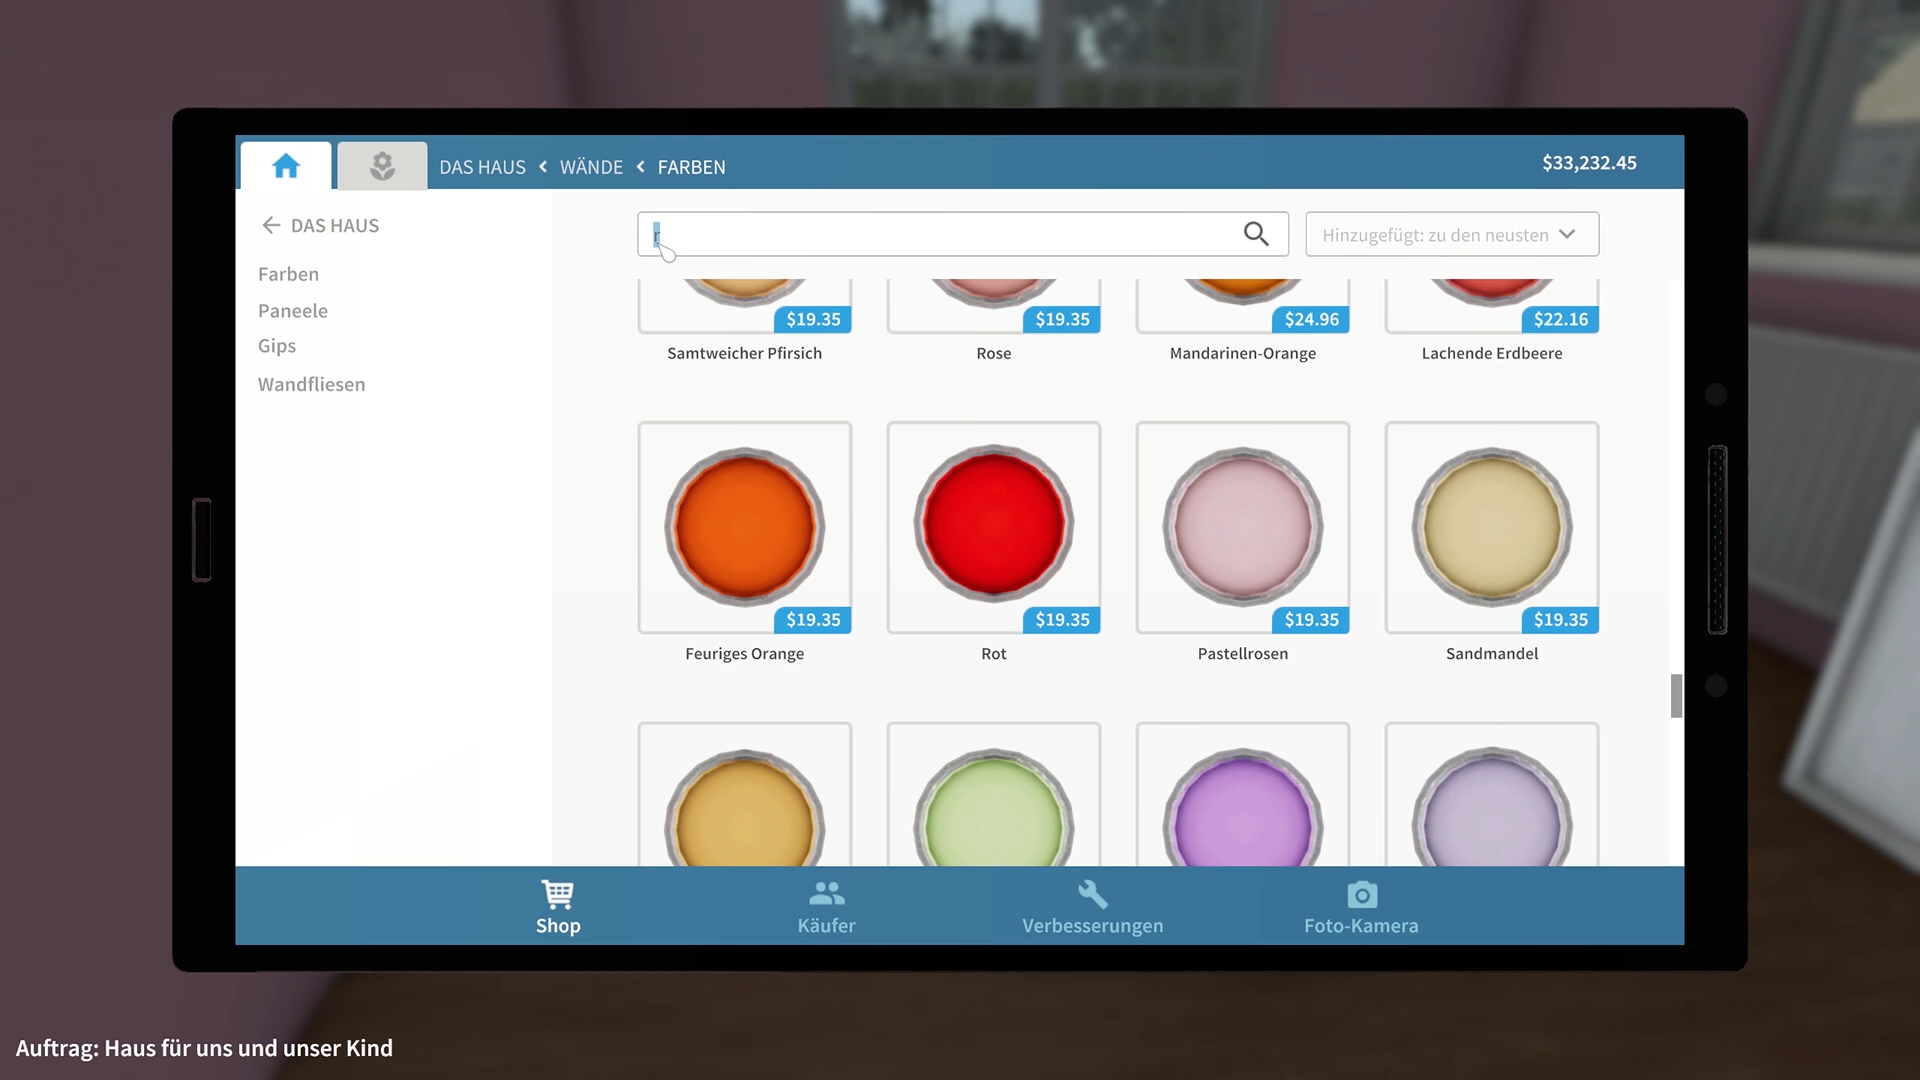 DAS HAUS < WÄNDE < FARBEN
$33,232.45
DAS HAUS
Farben
Paneele
Gips
Wandfliesen
r
Hinzugefügt: zu den neusten
$19.35
$19.35
$24.96
$22.16
Samtweicher Pfirsich
Rose
Mandarinen-Orange
Lachende Erdbeere
$19.35
$19.35
$19.35
$19.35
Feuriges Orange
Rot
Pastellrosen
Sandmandel
Shop
Käufer
Verbesserungen
Foto-Kamera
Auftrag: Haus für uns und unser Kind